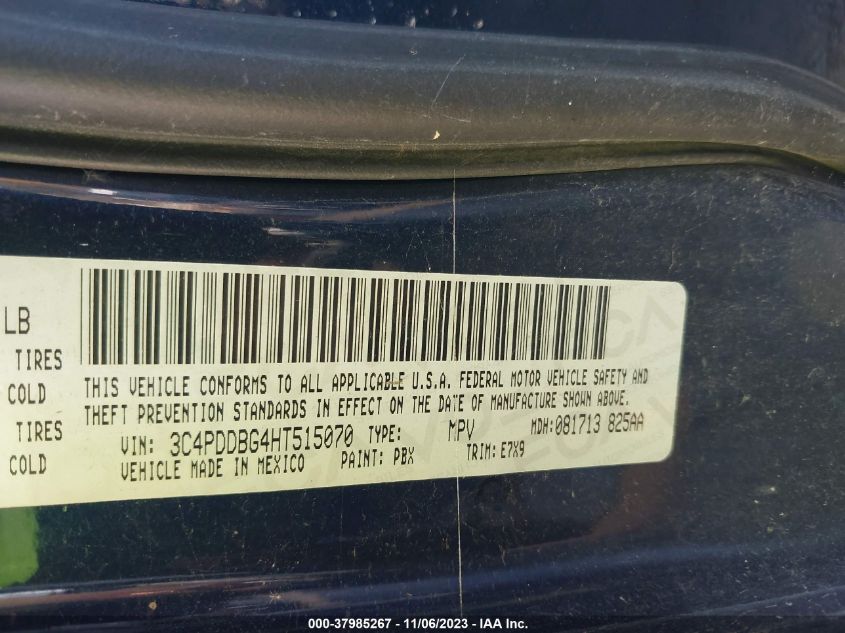 LB
TIRES
COLD
TIRES
COLD
THIS VEHICLE CONFORMS TO ALL APPLICABLE U.S.A. FEDERAL MOTOR VEHICLE SAFETY AND
THEFT PREVENTION STANDARDS IN EFFECT ON THE DATE OF MANUFACTURE SHOWN ABOVE.
VIN: 3C4PDDBG4HT515070 TYPE: MPV MDH: 081713 825AA
VEHICLE MADE IN MEXICO PAINT: PBX TRIM: E7X9
000-37985267 - 11/06/2023 - IAA Inc.